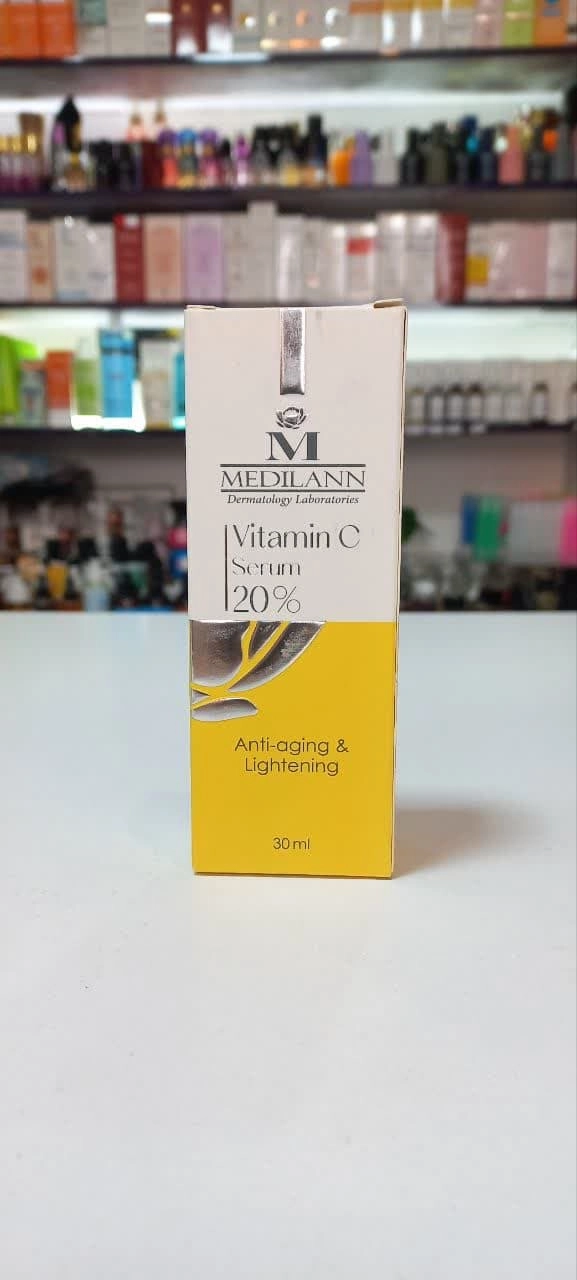 M
MEDILANN
Dermatology Laboratories
Vitamin C
Serum
20%
Anti-aging &
Lightening
30 ml